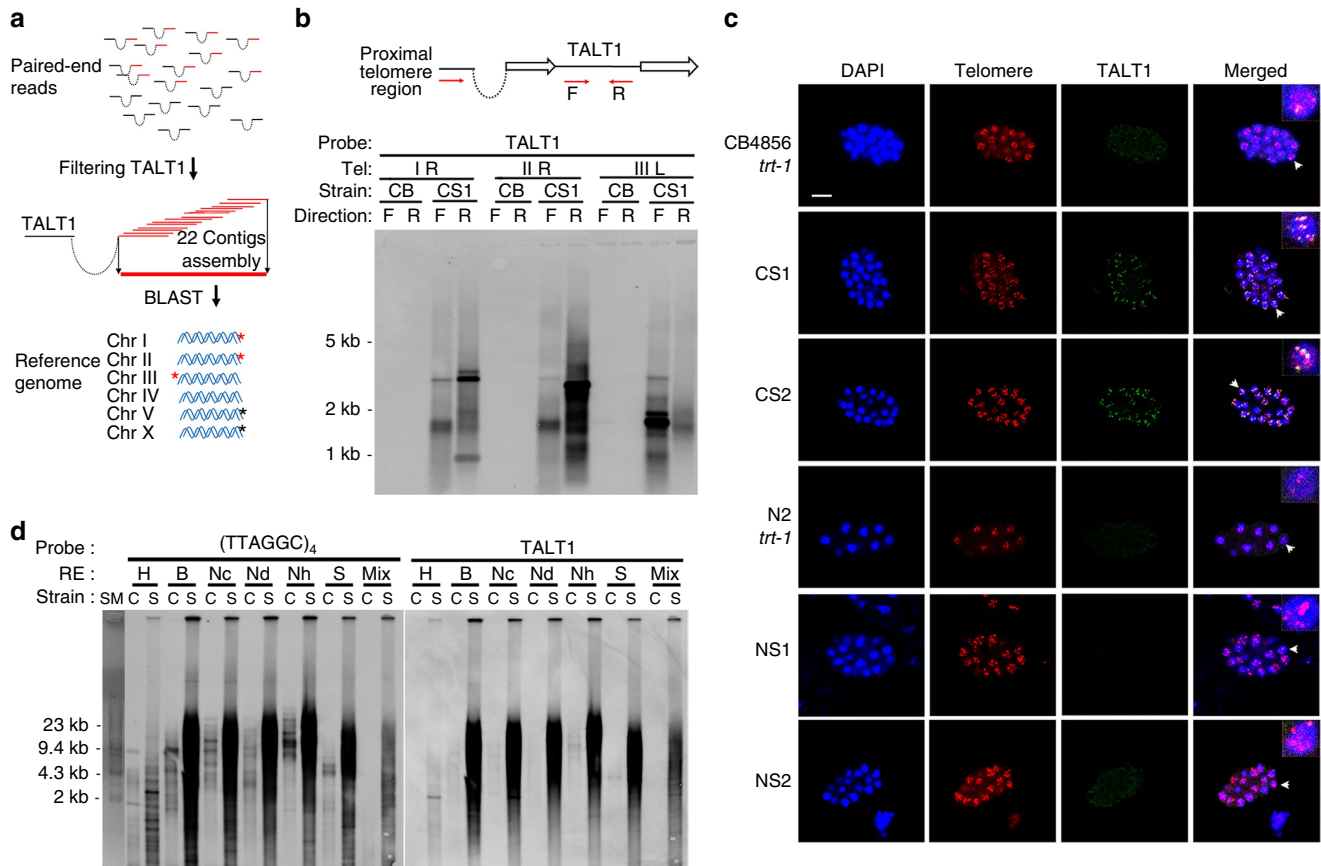 a
Paired-end
reads
Filtering TALT1
TALT1
22 Contigs
assembly
BLAST
Reference
genome
Chr I *
Chr II *
* Chr III
Chr IV
Chr V *
Chr X *
b
Proximal
telomere
region
TALT1
F R
Probe: TALT1
Tel: I R II R III L
Strain: CB CS1 CB CS1 CB CS1
Direction: F R F R F R F R F R F R
5 kb -
2 kb -
1 kb -
c
DAPI Telomere TALT1 Merged
CB4856
trt-1
CS1
CS2
N2
trt-1
NS1
NS2
d
Probe : (TTAGGC)4 TALT1
RE : H B Nc Nd Nh S Mix H B Nc Nd Nh S Mix
Strain : SM C S C S C S C S C S C S C S C S C S C S C S C S C S C S
23 kb -
9.4 kb -
4.3 kb -
2 kb -